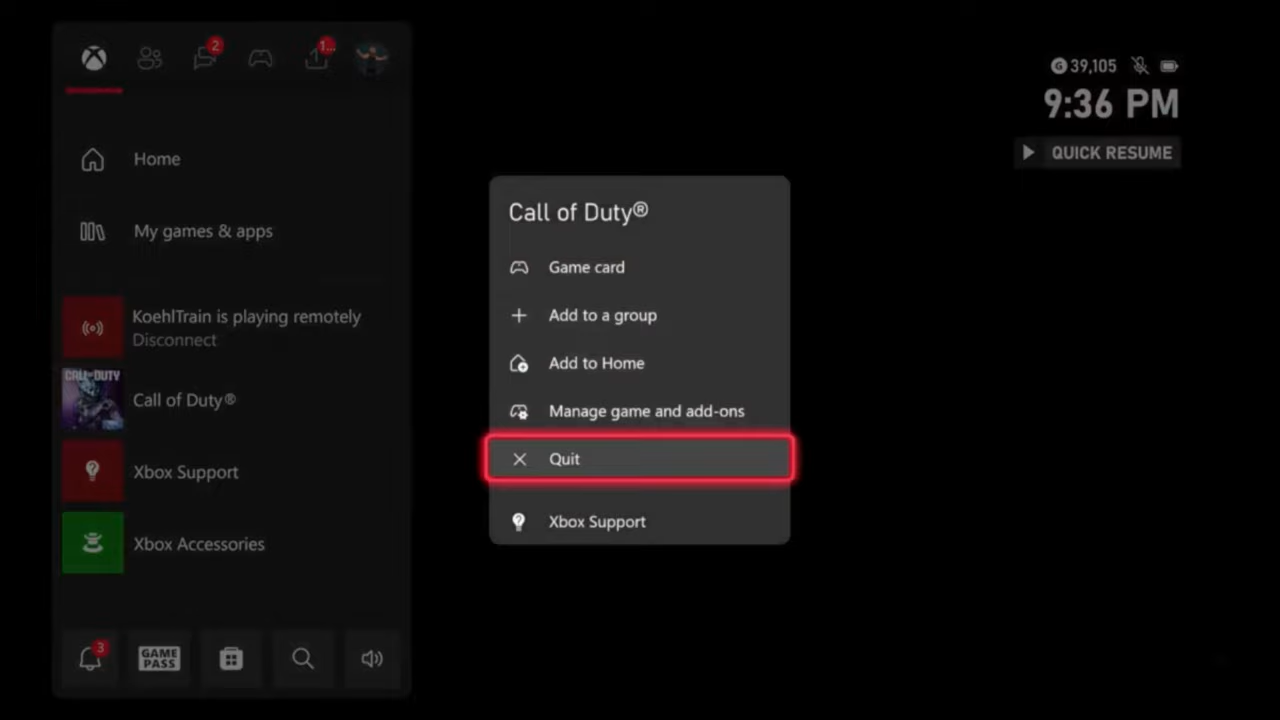 2
1...
Home
My games & apps
KoehlTrain is playing remotely
Disconnect
CALL OF DUTY
Call of Duty®
Xbox Support
Xbox Accessories
3
GAME
PASS
Call of Duty®
Game card
Add to a group
Add to Home
Manage game and add-ons
Quit
Xbox Support
G 39,105
9:36 PM
QUICK RESUME